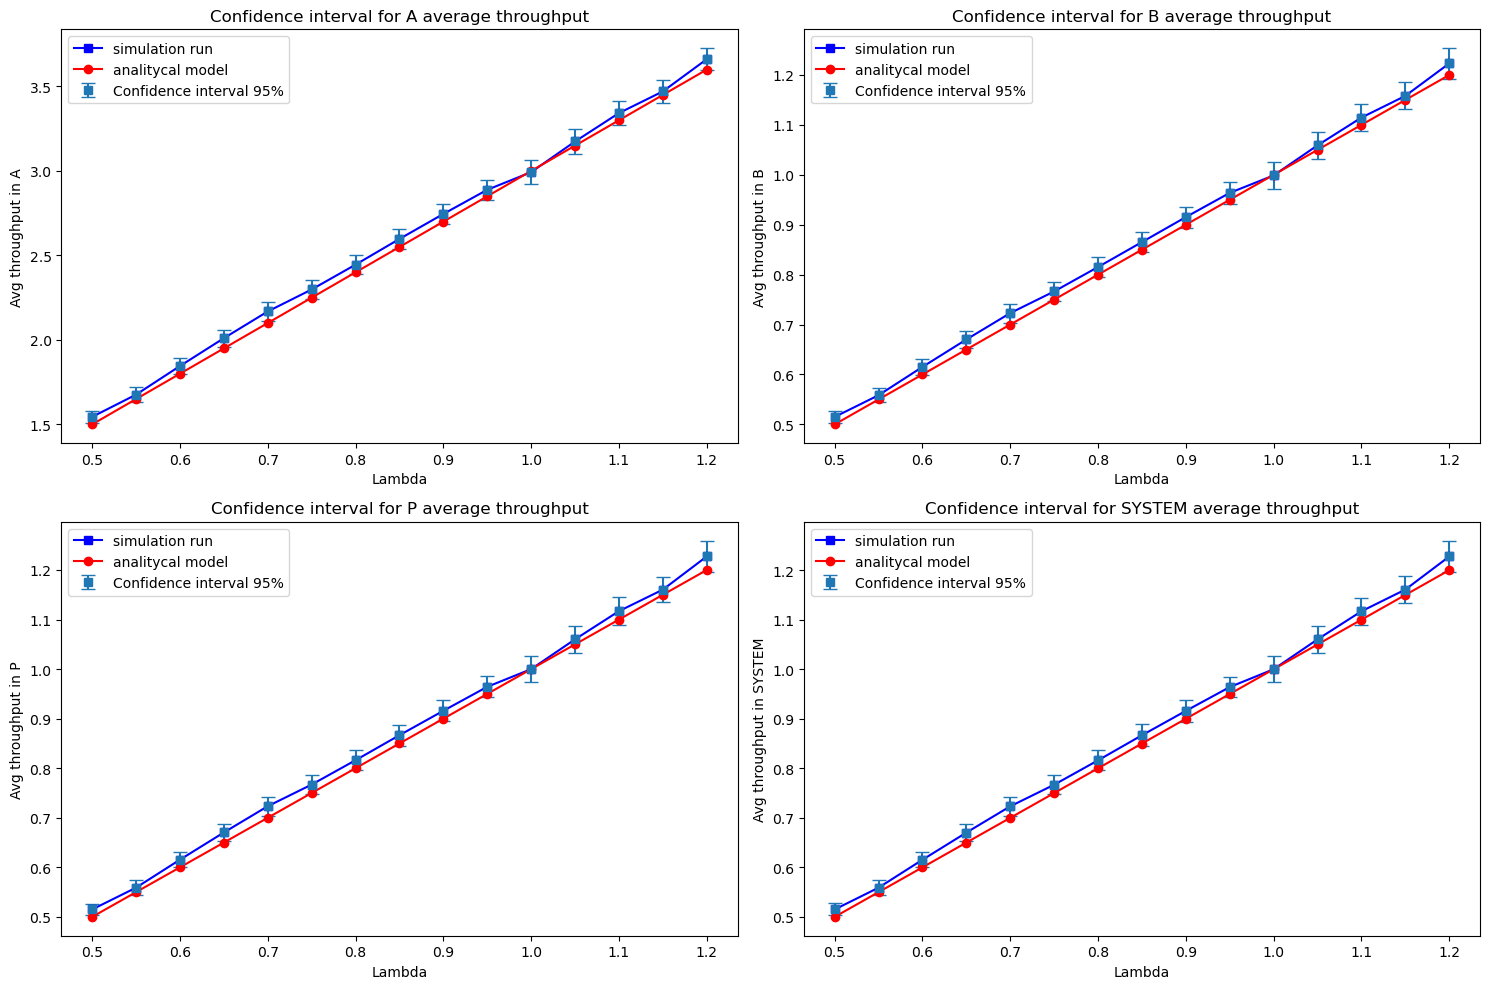 Confidence interval for A average throughput
simulation run
analitycal model
Confidence interval 95%
Avg throughput in A
3.5
3.0
2.5
2.0
1.5
0.5 0.6 0.7 0.8 0.9 1.0 1.1 1.2
Lambda
Confidence interval for B average throughput
simulation run
analitycal model
Confidence interval 95%
Avg throughput in B
1.2
1.1
1.0
0.9
0.8
0.7
0.6
0.5
0.5 0.6 0.7 0.8 0.9 1.0 1.1 1.2
Lambda
Confidence interval for P average throughput
simulation run
analitycal model
Confidence interval 95%
Avg throughput in P
1.2
1.1
1.0
0.9
0.8
0.7
0.6
0.5
0.5 0.6 0.7 0.8 0.9 1.0 1.1 1.2
Lambda
Confidence interval for SYSTEM average throughput
simulation run
analitycal model
Confidence interval 95%
Avg throughput in SYSTEM
1.2
1.1
1.0
0.9
0.8
0.7
0.6
0.5
0.5 0.6 0.7 0.8 0.9 1.0 1.1 1.2
Lambda